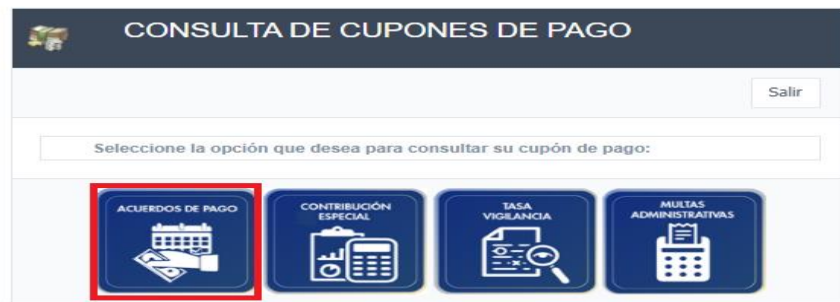 CONSULTA DE CUPONES DE PAGO
Salir
Seleccione la opción que desea para consultar su cupón de pago:
ACUERDOS DE PAGO
CONTRIBUCIÓN
ESPECIAL
TASA
VIGILANCIA
MULTAS
ADMINISTRATIVAS